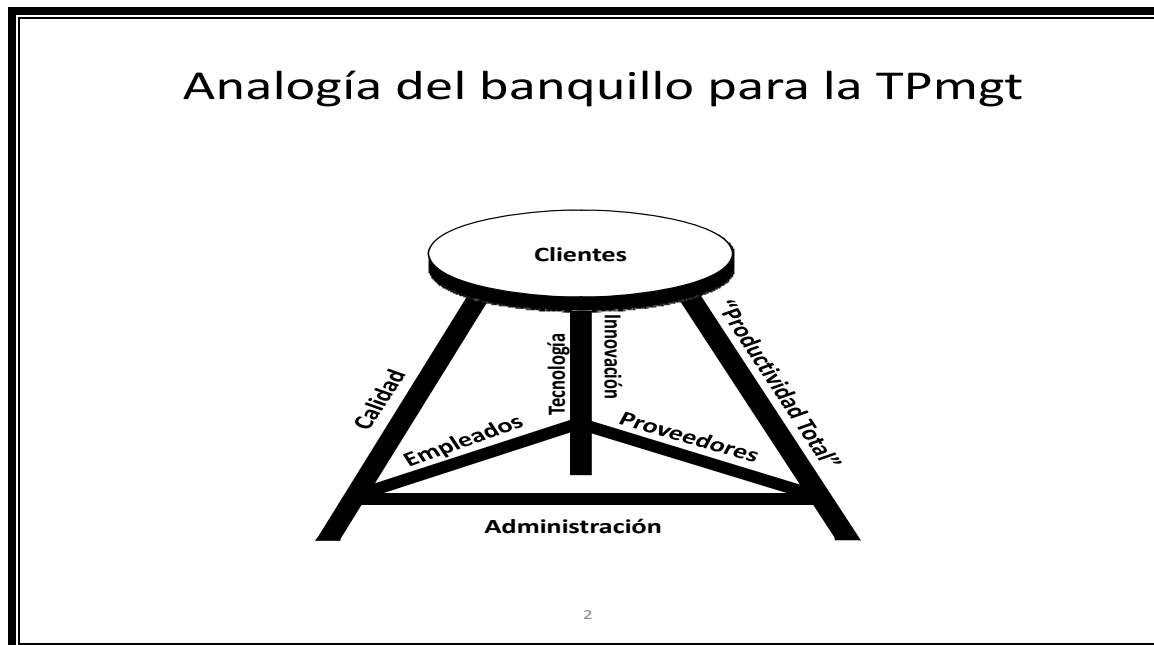 Analogía del banquillo para la TPmgt
Clientes
Calidad
Tecnología
Innovación
“Productividad Total”
Empleados
Proveedores
Administración
2